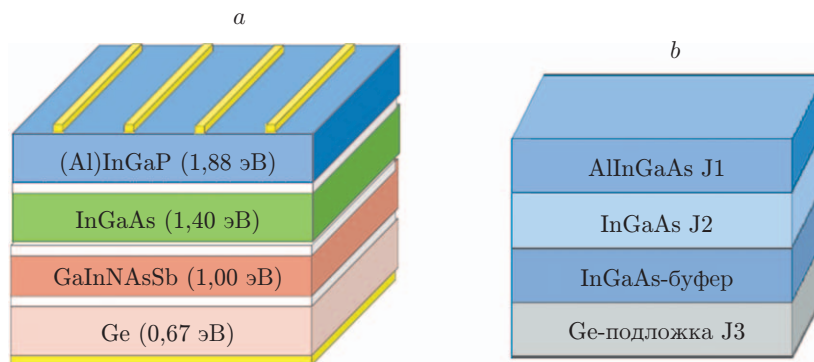 a
(Al)InGaP (1,88 эВ)
InGaAs (1,40 эВ)
GaInNAsSb (1,00 эВ)
Ge (0,67 эВ)
b
AlInGaAs J1
InGaAs J2
InGaAs-буфер
Ge-подложка J3